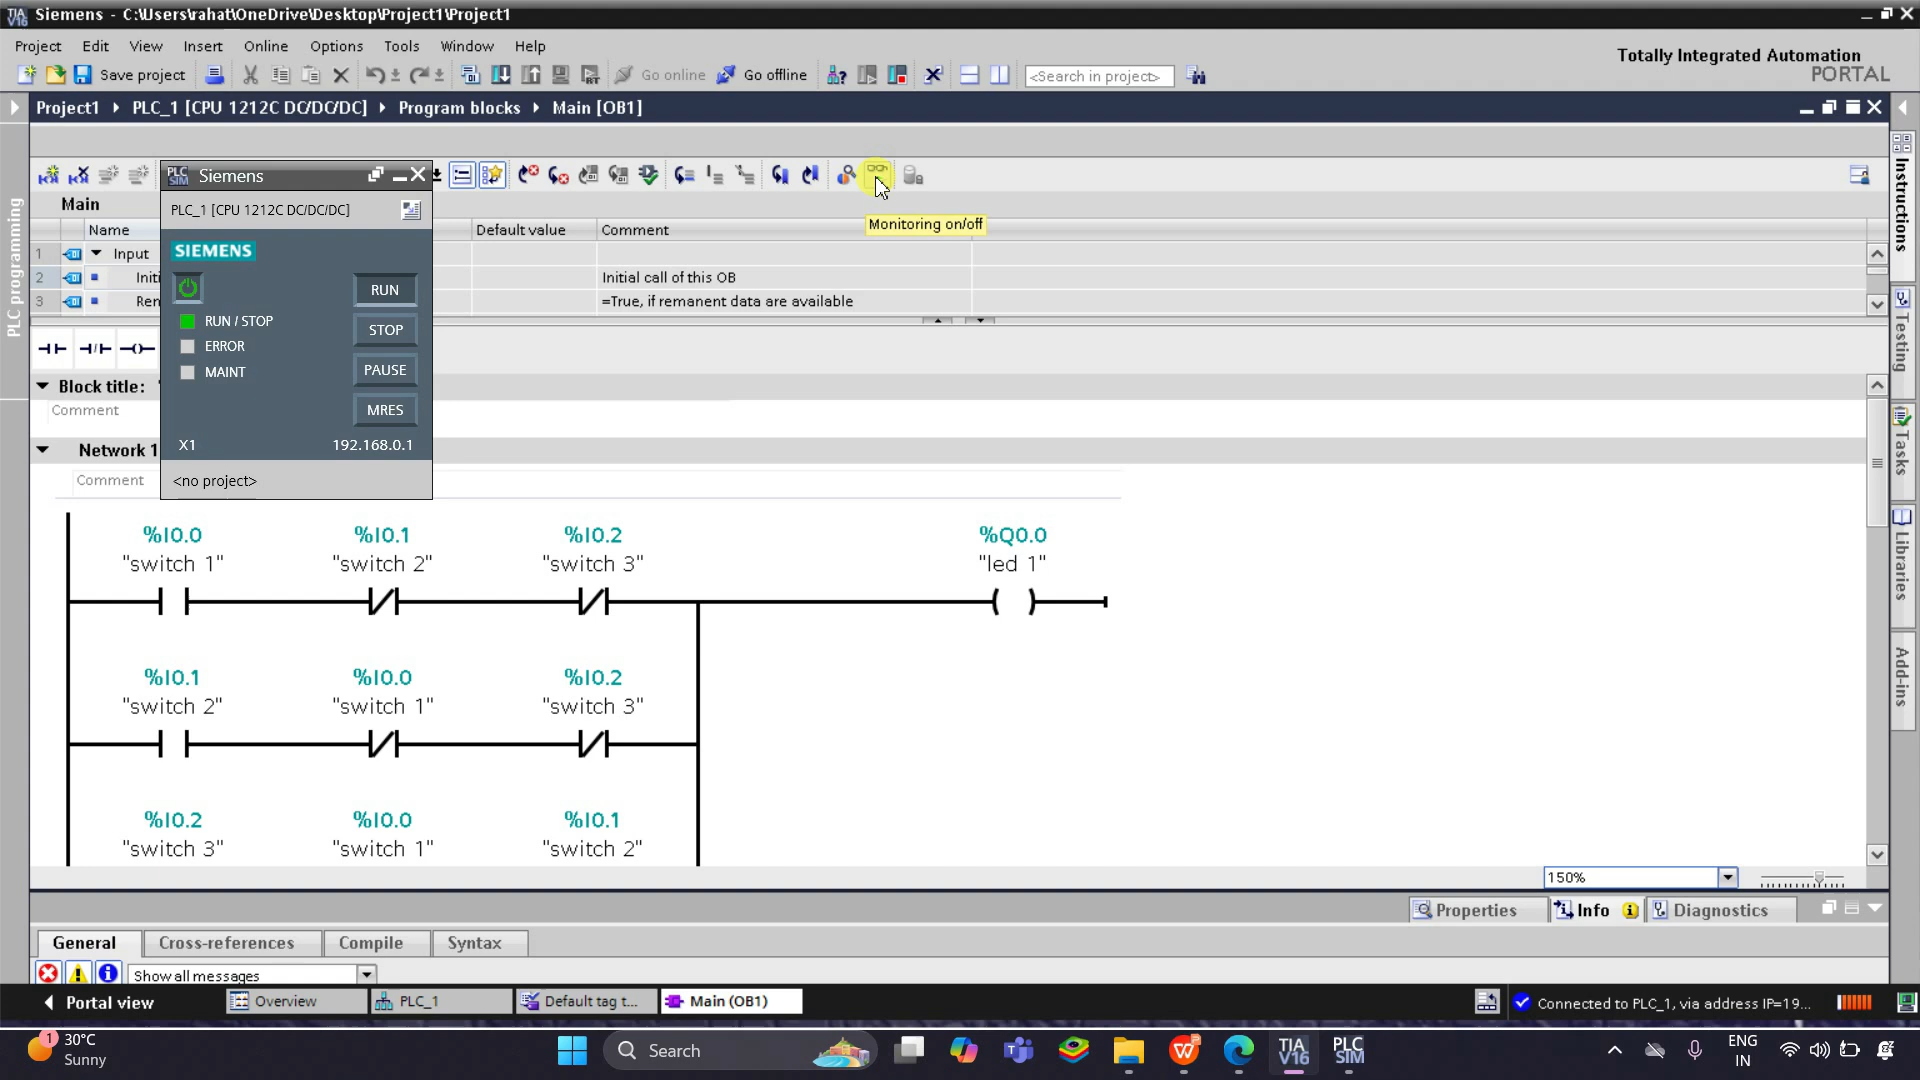 Siemens - C:\Users\rahat\OneDrive\Desktop\Project1\Project1
Project Edit View Insert Online Options Tools Window Help
Totally Integrated Automation
PORTAL
Save project Go online Go offline <Search in project>
Project1 PLC_1 [CPU 1212C DC/DC/DC] Program blocks Main [OB1]
PLC SIM Siemens
PLC_1 [CPU 1212C DC/DC/DC]
SIEMENS
RUN
RUN / STOP
STOP
ERROR
MAINT
PAUSE
MRES
X1 192.168.0.1
<no project>
Monitoring on/off
Main
Name Default value Comment
1 Input
2 Initi Initial call of this OB
3 Ren =True, if remanent data are available
Block title:
Comment
Network 1
Comment
%I0.0 %I0.1 %I0.2 %Q0.0
"switch 1" "switch 2" "switch 3" "led 1"
%I0.1 %I0.0 %I0.2
"switch 2" "switch 1" "switch 3"
%I0.2 %I0.0 %I0.1
"switch 3" "switch 1" "switch 2"
150%
PLC programming
Instructions
Testing
Tasks
Libraries
Add-ins
Properties Info Diagnostics
General Cross-references Compile Syntax
Show all messages
Portal view Overview PLC_1 Default tag t... Main (OB1) Connected to PLC_1, via address IP=19...
1 30°C
Sunny
Search
TIA V16
PLC SIM
ENG
IN